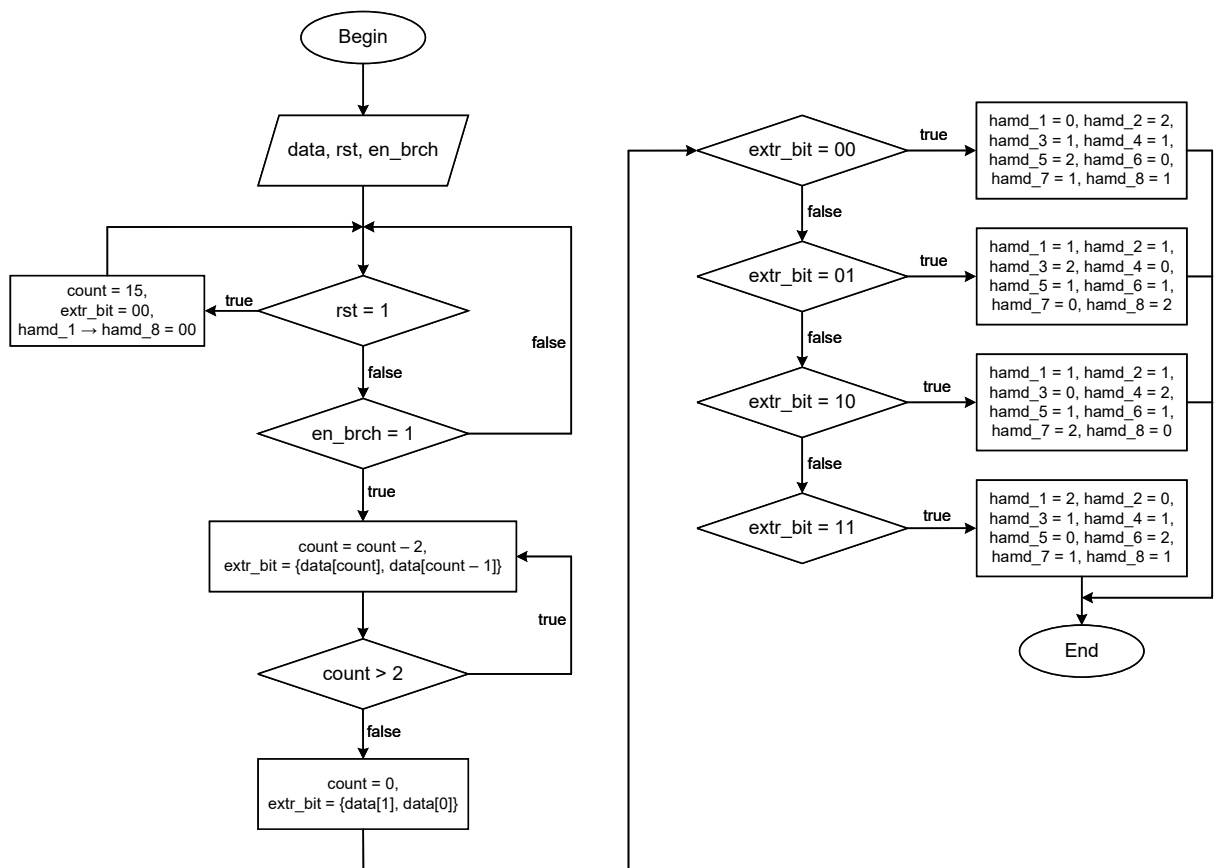 Begin
data, rst, en_brch
count = 15,
extr_bit = 00,
hamd_1 → hamd_8 = 00
true
rst = 1
false
false
en_brch = 1
true
count = count – 2,
extr_bit = {data[count], data[count – 1]}
true
count > 2
false
count = 0,
extr_bit = {data[1], data[0]}
extr_bit = 00
true
hamd_1 = 0, hamd_2 = 2,
hamd_3 = 1, hamd_4 = 1,
hamd_5 = 2, hamd_6 = 0,
hamd_7 = 1, hamd_8 = 1
false
extr_bit = 01
true
hamd_1 = 1, hamd_2 = 1,
hamd_3 = 2, hamd_4 = 0,
hamd_5 = 1, hamd_6 = 1,
hamd_7 = 0, hamd_8 = 2
false
extr_bit = 10
true
hamd_1 = 1, hamd_2 = 1,
hamd_3 = 0, hamd_4 = 2,
hamd_5 = 1, hamd_6 = 1,
hamd_7 = 2, hamd_8 = 0
false
extr_bit = 11
true
hamd_1 = 2, hamd_2 = 0,
hamd_3 = 1, hamd_4 = 1,
hamd_5 = 0, hamd_6 = 2,
hamd_7 = 1, hamd_8 = 1
End